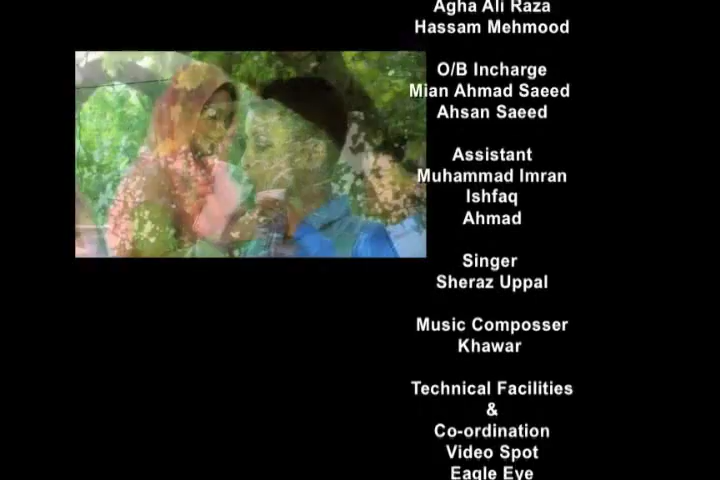 Agha Ali Raza
Hassam Mehmood
O/B Incharge
Mian Ahmad Saeed
Ahsan Saeed
Assistant
Muhammad Imran
Ishfaq
Ahmad
Singer
Sheraz Uppal
Music Composser
Khawar
Technical Facilities
&
Co-ordination
Video Spot
Eagle Eye